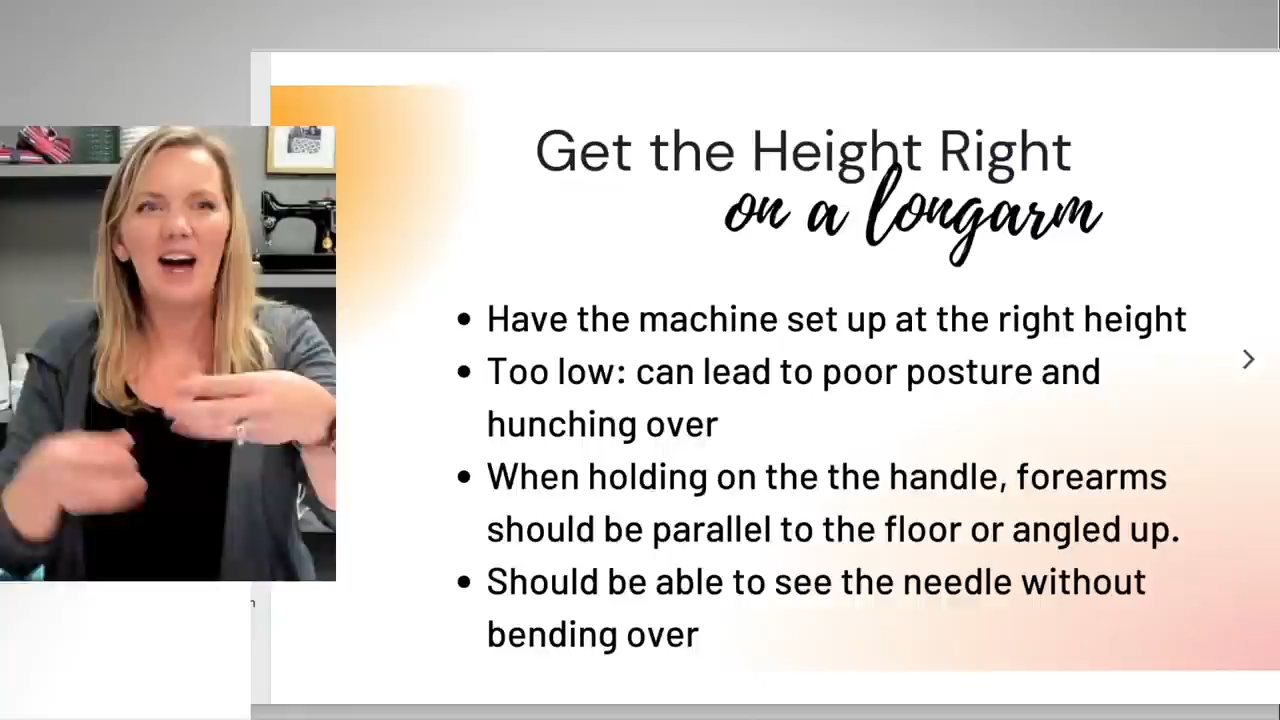 Get the Height Right
on a longarm
• Have the machine set up at the right height
• Too low: can lead to poor posture and
hunching over
• When holding on the the handle, forearms
should be parallel to the floor or angled up.
• Should be able to see the needle without
bending over
n